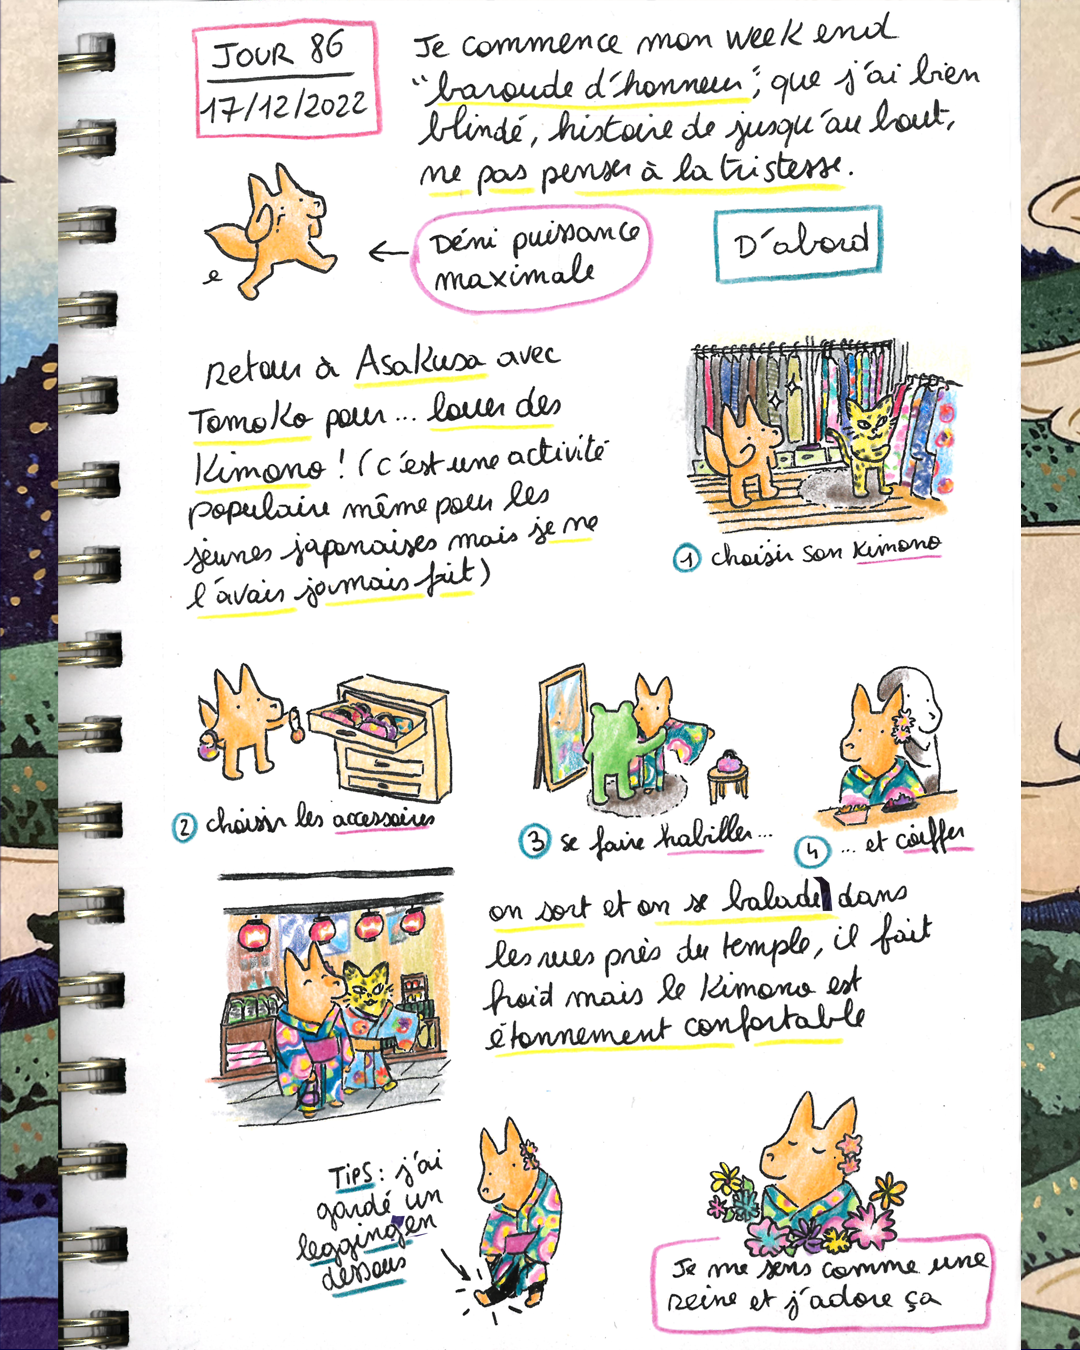 JOUR 86
17/12/2022
Je commence mon week end
"baroude d'honneur", que j'ai bien
blindé, histoire de jusqu'au bout,
ne pas penser à la tristesse.
Déni puissance
maximale
D'abord
Retour à Asakusa avec
Tomoko pour... louer des
Kimono ! (c'est une activité
populaire même pour les
jeunes japonaises mais je ne
l'avais jamais fait)
1 choisir son kimono
2 choisir les accessoires
3 se faire habiller...
4 ... et coiffer
on sort et on se balade dans
les rues près du temple, il fait
froid mais le Kimono est
étonnement confortable
TIPS : j'ai
gardé un
legging en
dessous
Je me sens comme une
reine et j'adore ça